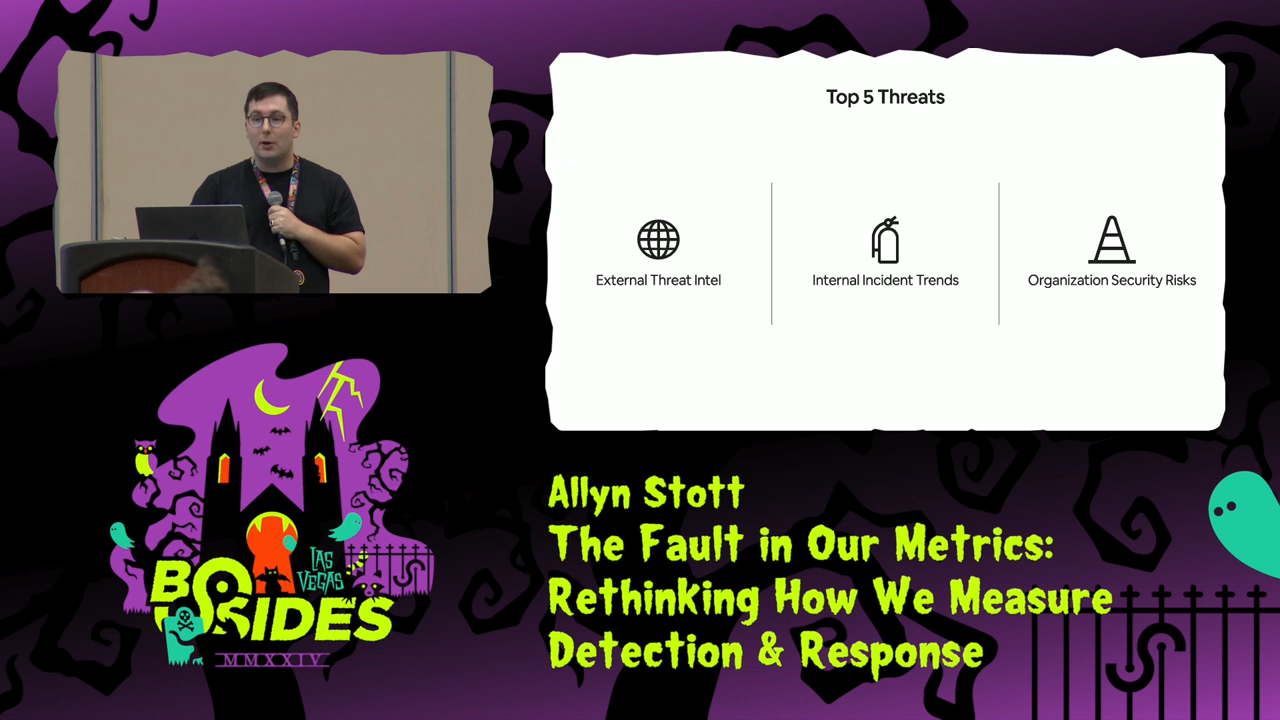 Top 5 Threats
External Threat Intel
Internal Incident Trends
Organization Security Risks
LAS
VEGAS
BSIDES
MMXXIV
Allyn Stott
The Fault in Our Metrics:
Rethinking How We Measure
Detection & Response